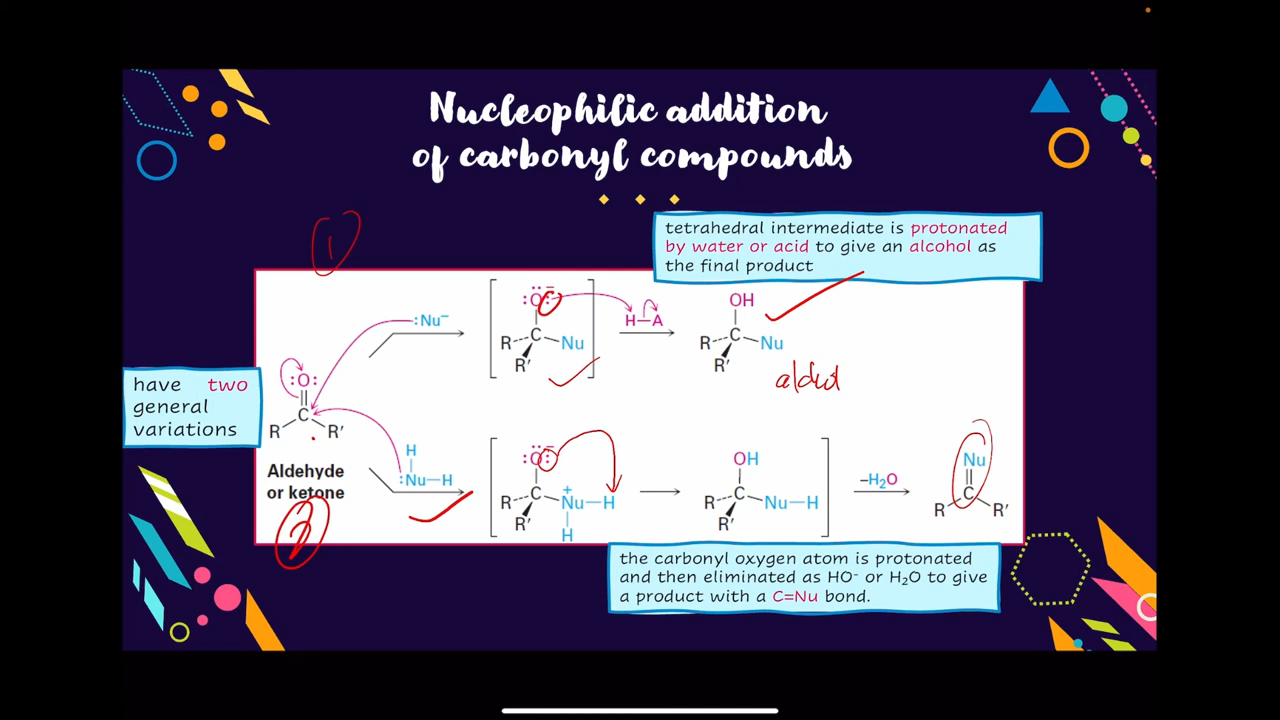 Nucleophilic addition
of carbonyl compounds
tetrahedral intermediate is protonated
by water or acid to give an alcohol as
the final product
1
:Nu⁻
:Ö:⁻
R
C
Nu
R'
H—A
OH
R
C
Nu
R'
have two
general
variations
:O:
C
R
R'
Aldehyde
or ketone
2
H
:Nu—H
:Ö:⁻
R
C
+
Nu—H
R'
H
OH
R
C
Nu—H
R'
–H₂O
Nu
C
R
R'
the carbonyl oxygen atom is protonated
and then eliminated as HO⁻ or H₂O to give
a product with a C=Nu bond.